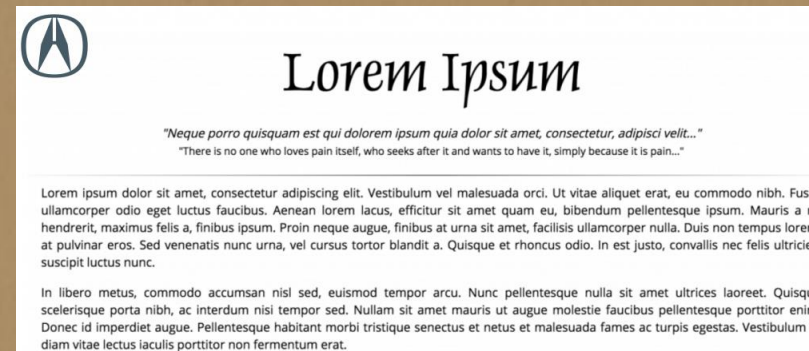 Lorem Ipsum
"Neque porro quisquam est qui dolorem ipsum quia dolor sit amet, consectetur, adipisci velit..."
"There is no one who loves pain itself, who seeks after it and wants to have it, simply because it is pain..."
Lorem ipsum dolor sit amet, consectetur adipiscing elit. Vestibulum vel malesuada orci. Ut vitae aliquet erat, eu commodo nibh.
ullamcorper odio eget luctus faucibus. Aenean lorem lacus, efficitur sit amet quam eu, bibendum pellentesque ipsum. Mauris a
hendrerit, maximus felis a, finibus ipsum. Proin neque augue, finibus at urna sit amet, facilisis ullamcorper nulla. Duis non tempus
at pulvinar eros. Sed venenatis nunc urna, vel cursus tortor blandit a. Quisque et rhoncus odio. In est justo, convallis nec felis
suscipit luctus nunc.
In libero metus, commodo accumsan nisl sed, euismod tempor arcu. Nunc pellentesque nulla sit amet ultrices laoreet.
scelerisque porta nibh, ac interdum nisi tempor sed. Nullam sit amet mauris ut augue molestie faucibus pellentesque porttitor
Donec id imperdiet augue. Pellentesque habitant morbi tristique senectus et netus et malesuada fames ac turpis egestas. Vestibulum
diam vitae lectus iaculis porttitor non fermentum erat.